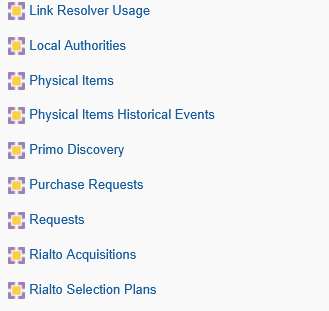 Link Resolver Usage
Local Authorities
Physical Items
Physical Items Historical Events
Primo Discovery
Purchase Requests
Requests
Rialto Acquisitions
Rialto Selection Plans